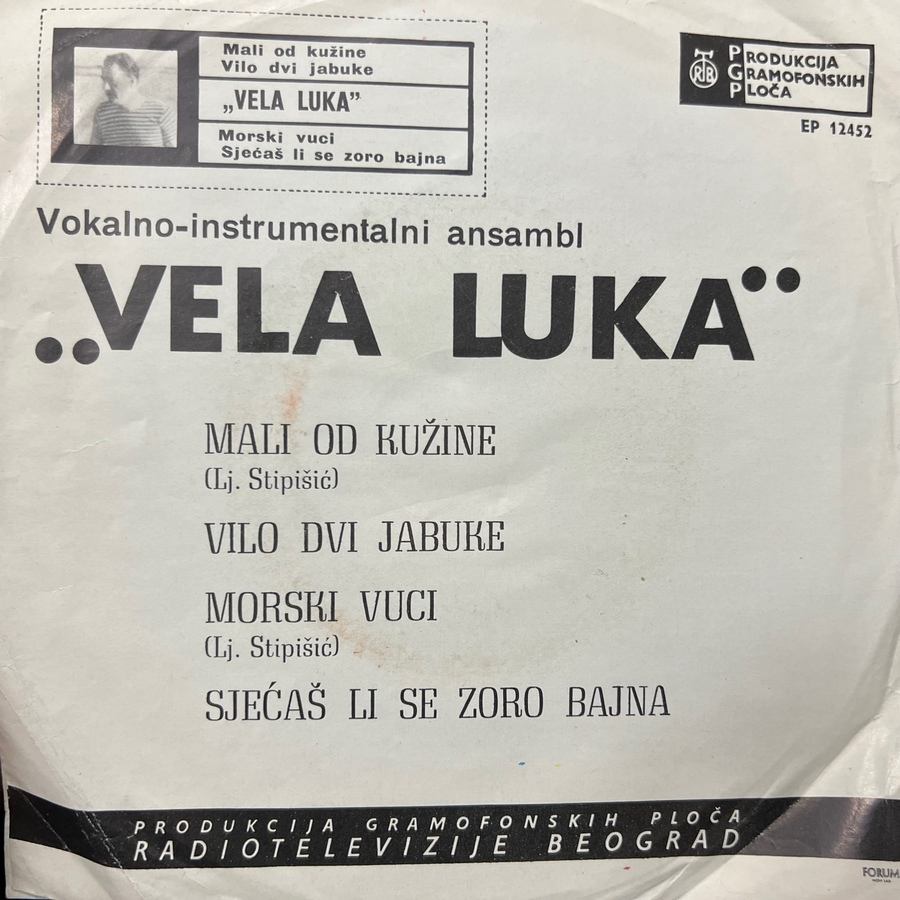 Mali od kužine
Vilo dvi jabuke
„VELA LUKA”
Morski vuci
Sjećaš li se zoro bajna
RTB
PRODUKCIJA
GRAMOFONSKIH
PLOČA
EP 12452
Vokalno-instrumentalni ansambl
„VELA LUKA”
MALI OD KUŽINE
(Lj. Stipišić)
VILO DVI JABUKE
MORSKI VUCI
(Lj. Stipišić)
SJEĆAŠ LI SE ZORO BAJNA
PRODUKCIJA GRAMOFONSKIH PLOČA
RADIOTELEVIZIJE BEOGRAD
FORUM